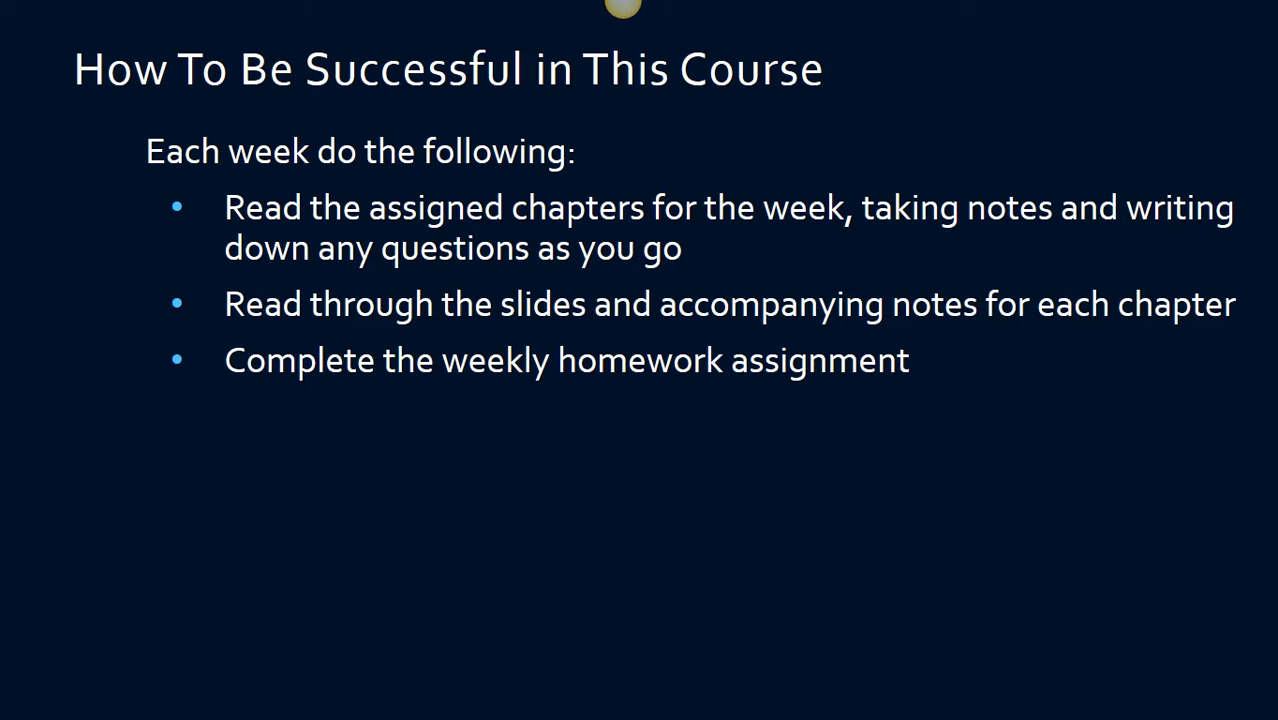 How To Be Successful in This Course
Each week do the following:
• Read the assigned chapters for the week, taking notes and writing
down any questions as you go
• Read through the slides and accompanying notes for each chapter
• Complete the weekly homework assignment